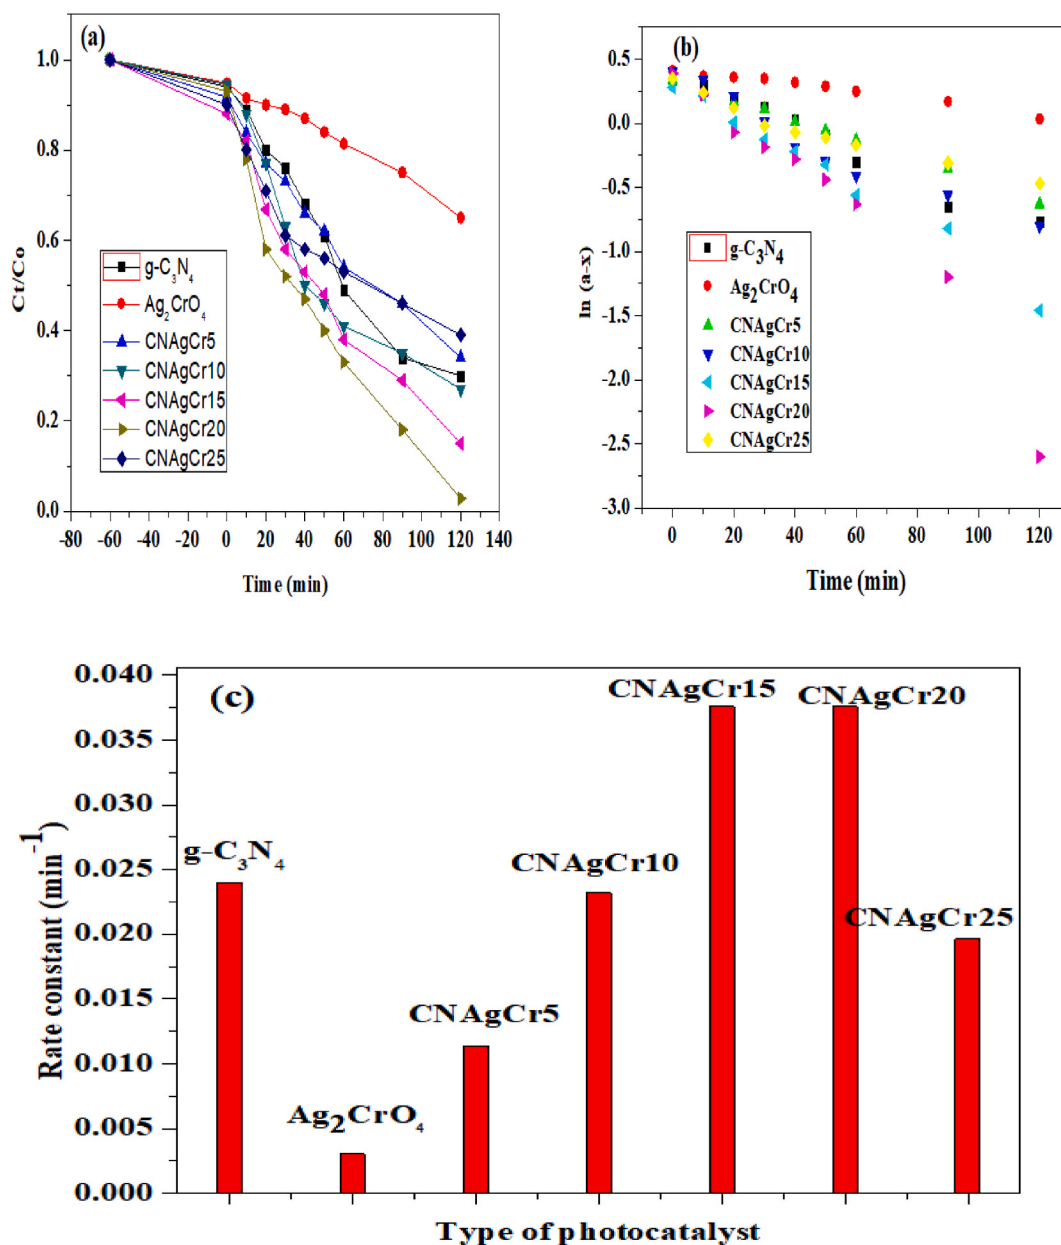 (a)
1.0
0.8
0.6
0.4
0.2
0.0
Ct/Co
g-C3N4
Ag2CrO4
CNAgCr5
CNAgCr10
CNAgCr15
CNAgCr20
CNAgCr25
-80 -60 -40 -20 0 20 40 60 80 100 120 140
Time (min)
(b)
0.5
0.0
-0.5
-1.0
-1.5
-2.0
-2.5
-3.0
ln (a-x)
g-C3N4
Ag2CrO4
CNAgCr5
CNAgCr10
CNAgCr15
CNAgCr20
CNAgCr25
0 20 40 60 80 100 120
Time (min)
(c)
0.040
0.035
0.030
0.025
0.020
0.015
0.010
0.005
0.000
Rate constant (min-1)
g-C3N4
Ag2CrO4
CNAgCr5
CNAgCr10
CNAgCr15
CNAgCr20
CNAgCr25
Type of photocatalyst